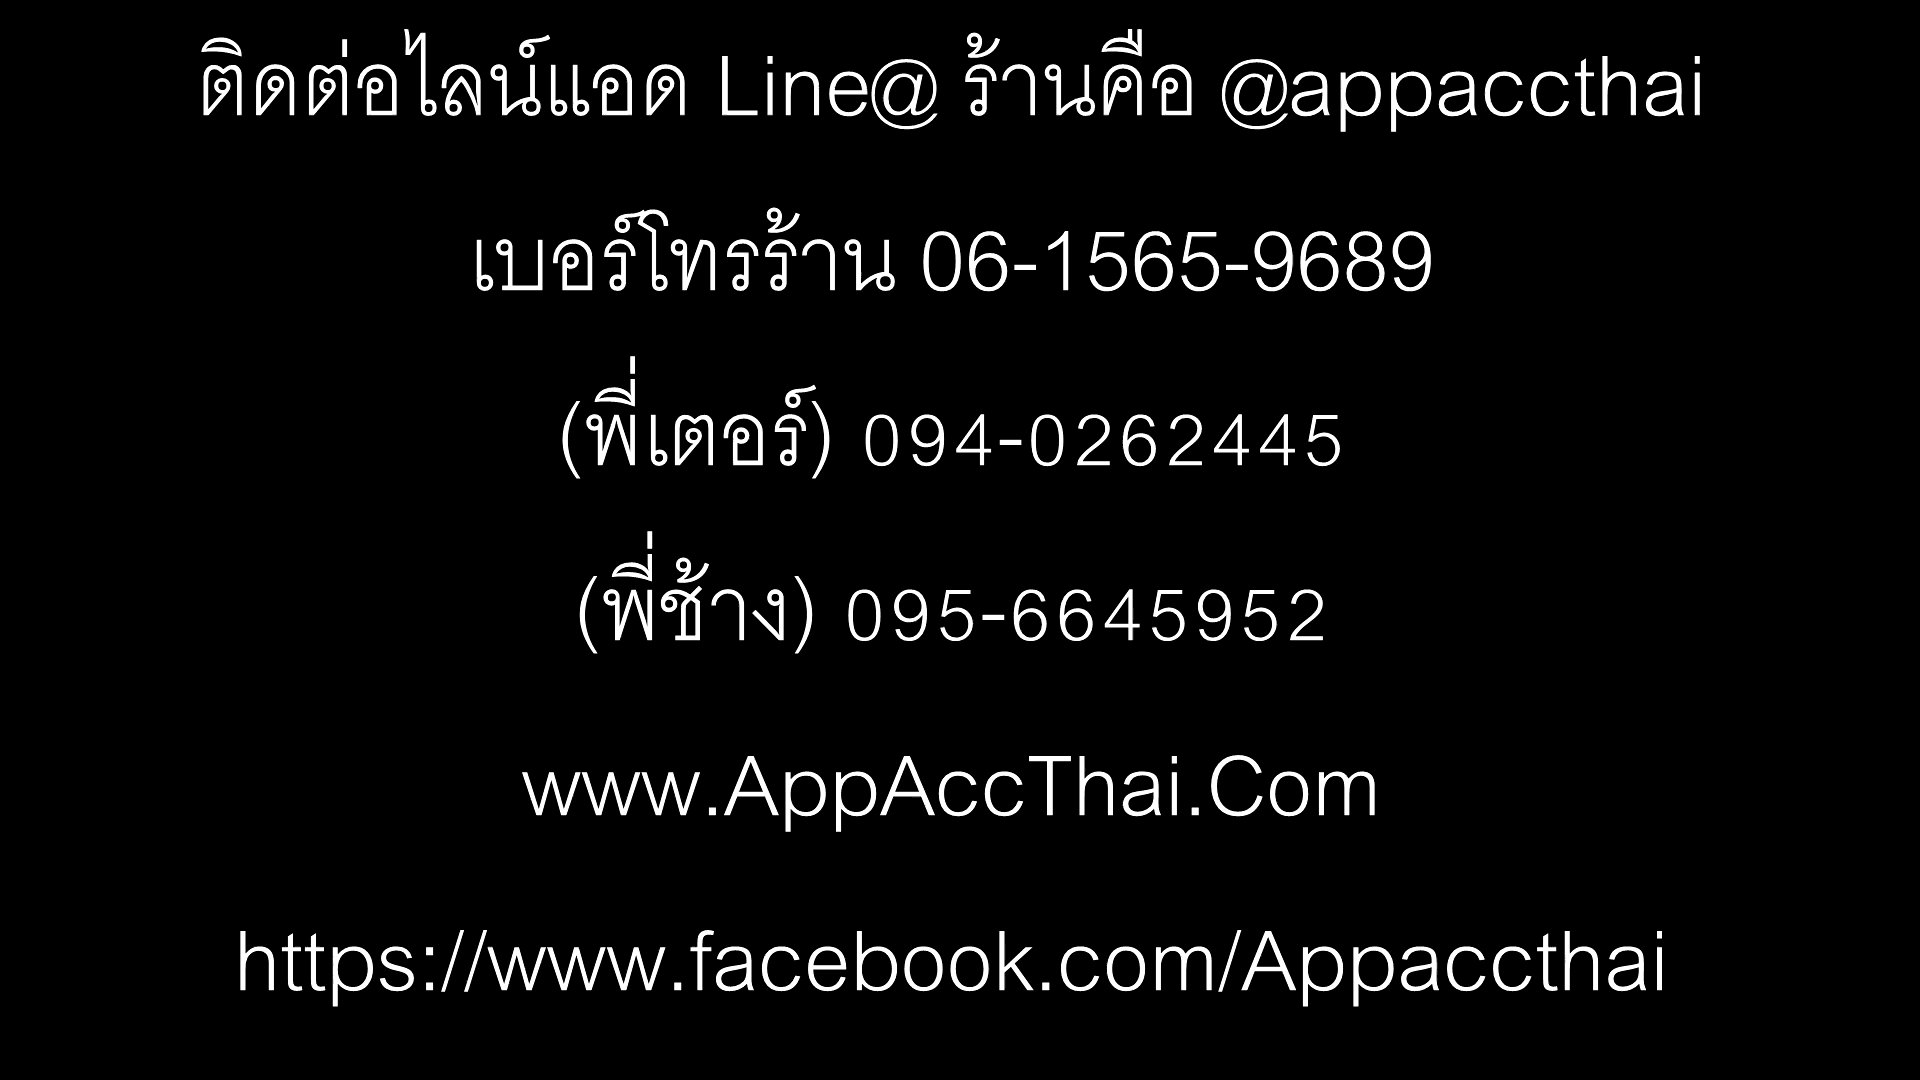 ติดต่อไลน์แอด Line@ ร้านคือ @appaccthai
เบอร์โทรร้าน 06-1565-9689
(พี่เตอร์) 094-0262445
(พี่ช้าง) 095-6645952
www.AppAccThai.Com
https://www.facebook.com/Appaccthai